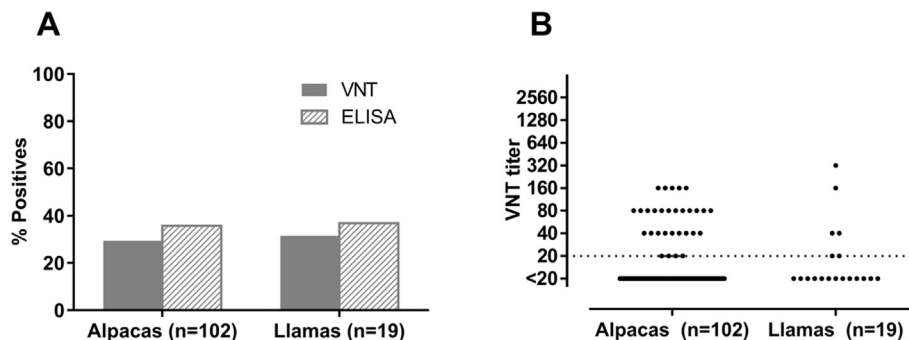 A
100
80
60
40
20
0
% Positives
VNT
ELISA
Alpacas (n=102)
Llamas (n=19)
B
2560
1280
640
320
160
80
40
20
<20
VNT titer
Alpacas (n=102)
Llamas (n=19)